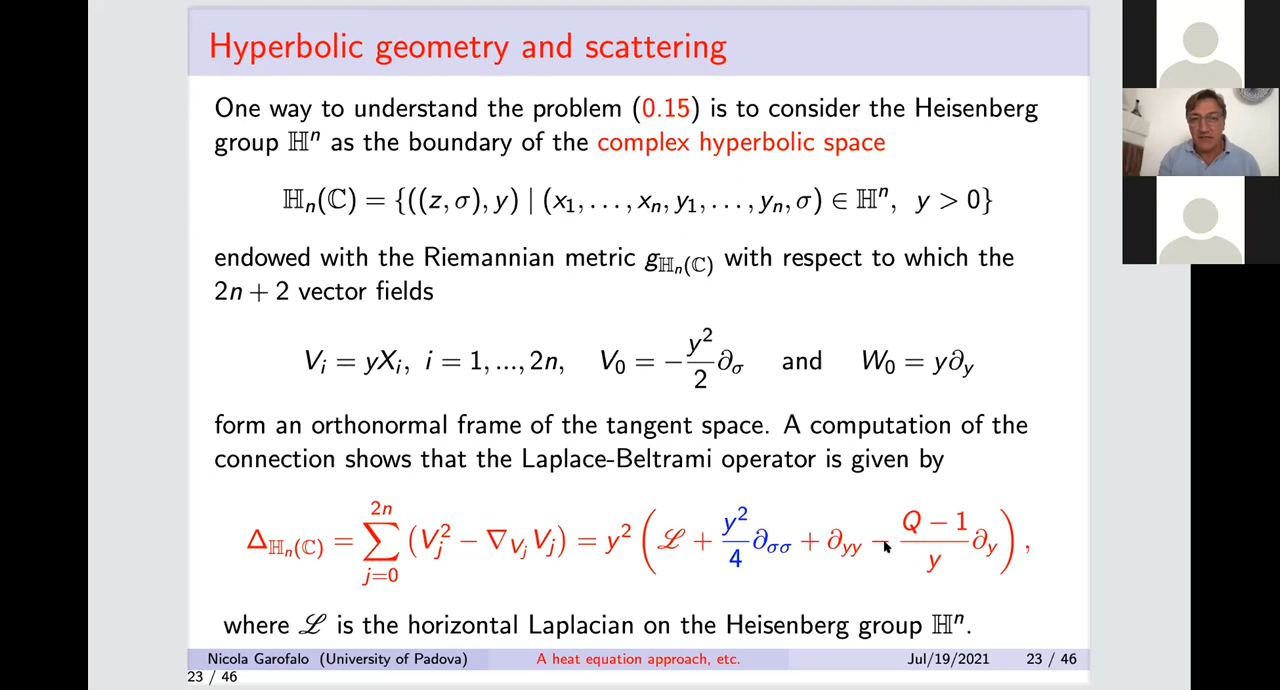 Hyperbolic geometry and scattering
One way to understand the problem (0.15) is to consider the Heisenberg
group ℍⁿ as the boundary of the complex hyperbolic space
ℍₙ(ℂ) = {((z, σ), y) | (x₁, . . . , xₙ, y₁, . . . , yₙ, σ) ∈ ℍⁿ, y > 0}
endowed with the Riemannian metric g_{ℍₙ(ℂ)} with respect to which the
2n + 2 vector fields
Vᵢ = yXᵢ, i = 1, ..., 2n, V₀ = −\frac{y²}{2}∂_σ and W₀ = y∂_y
form an orthonormal frame of the tangent space. A computation of the
connection shows that the Laplace-Beltrami operator is given by
Δ_{ℍₙ(ℂ)} = \sum_{j=0}^{2n} (V_j² − ∇_{V_j}V_j) = y² (ℒ + \frac{y²}{4}∂_{σσ} + ∂_{yy} − \frac{Q − 1}{y}∂_y) ,
where ℒ is the horizontal Laplacian on the Heisenberg group ℍⁿ.
Nicola Garofalo (University of Padova) A heat equation approach, etc. Jul/19/2021 23 / 46
23 / 46